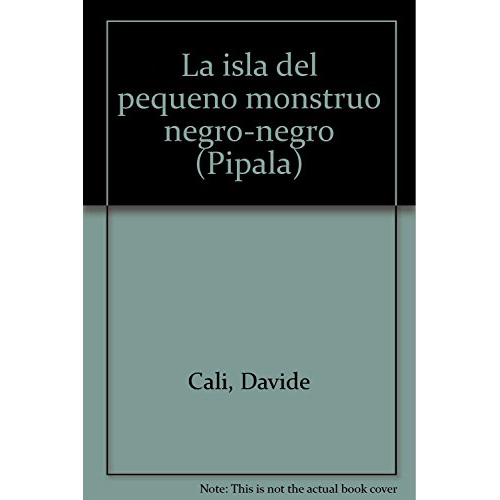 La isla del
pequeno monstruo
negro-negro
(Pipala)
Cali, Davide
Note: This is not the actual book cover